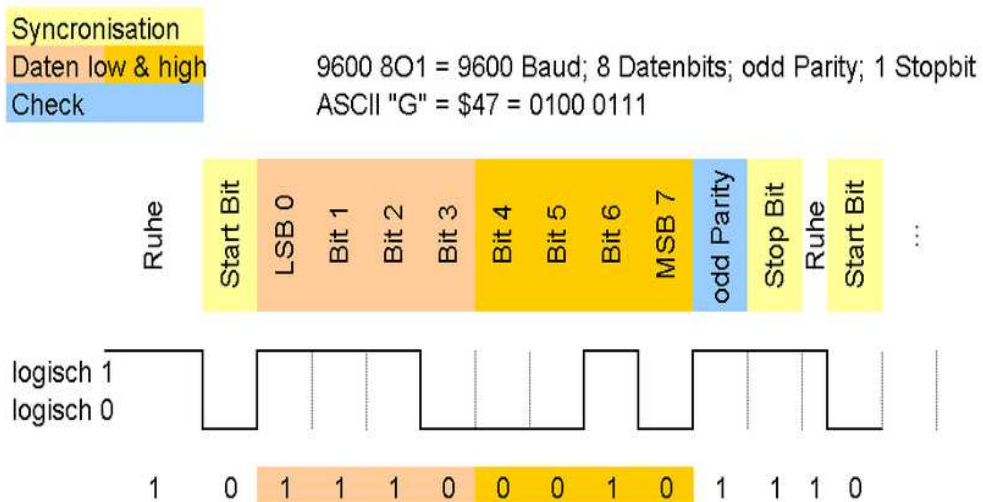 Syncronisation
Daten low & high
Check
9600 8O1 = 9600 Baud; 8 Datenbits; odd Parity; 1 Stopbit
ASCII "G" = $47 = 0100 0111
Ruhe
Start Bit
LSB 0
Bit 1
Bit 2
Bit 3
Bit 4
Bit 5
Bit 6
MSB 7
odd Parity
Stop Bit
Ruhe
Start Bit
...
logisch 1
logisch 0
1 0 1 1 1 0 0 0 1 0 1 1 1 0